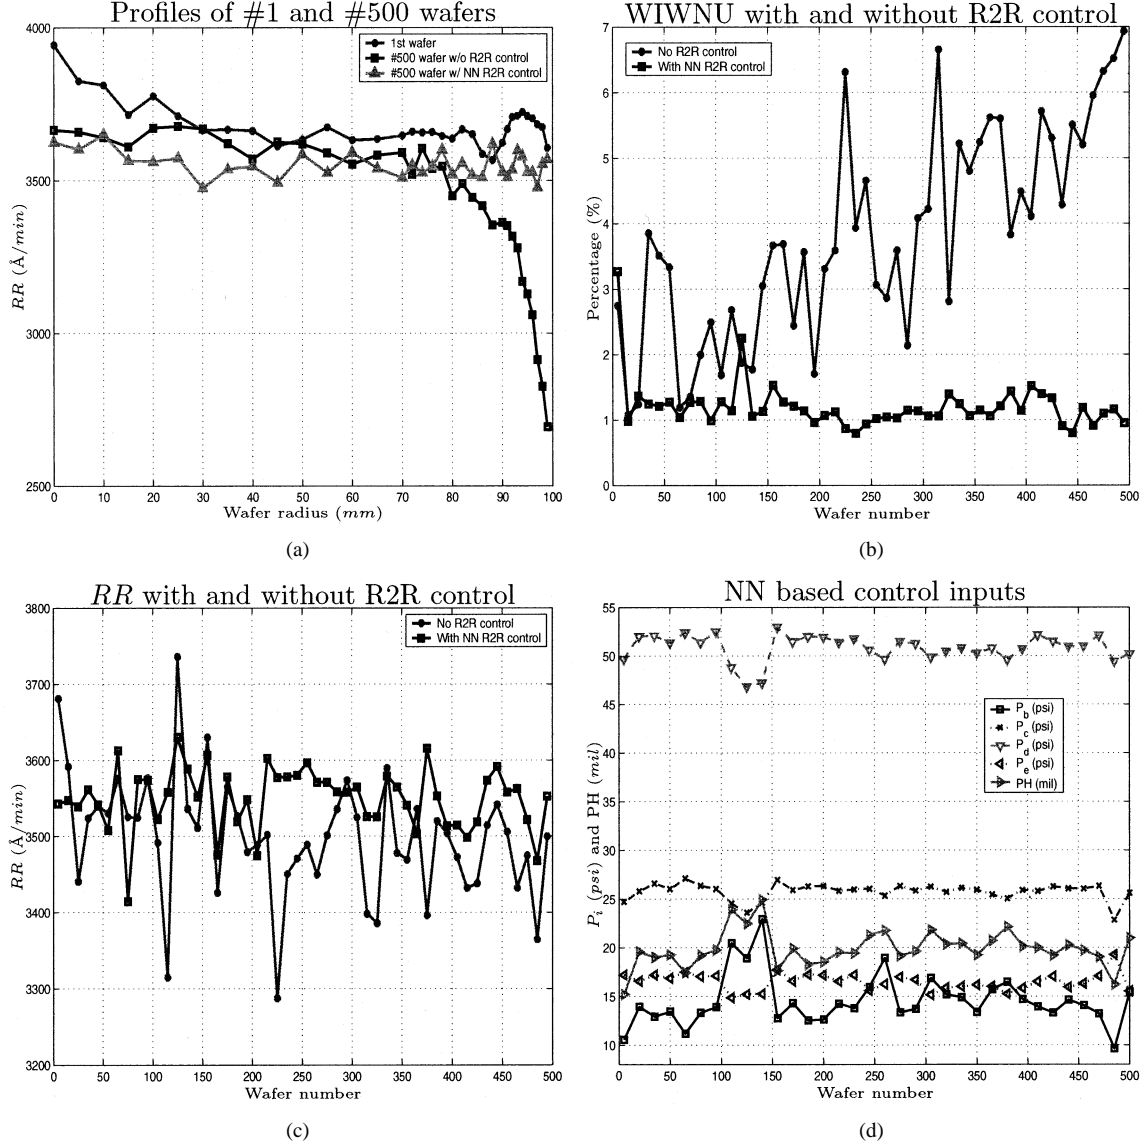 Profiles of #1 and #500 wafers
4000
3500
3000
2500
RR (Å/min)
1st wafer
#500 wafer w/o R2R control
#500 wafer w/ NN R2R control
0 10 20 30 40 50 60 70 80 90 100
Wafer radius (mm)
(a)
WIWNU with and without R2R control
7
6
5
4
3
2
1
0
Percentage (%)
No R2R control
With NN R2R control
0 50 100 150 200 250 300 350 400 450 500
Wafer number
(b)
RR with and without R2R control
3800
3700
3600
3500
3400
3300
3200
RR (Å/min)
No R2R control
With NN R2R control
0 50 100 150 200 250 300 350 400 450 500
Wafer number
(c)
NN based control inputs
55
50
45
40
35
30
25
20
15
10
P_i (psi) and PH (mil)
P_b (psi)
P_c (psi)
P_d (psi)
P_e (psi)
PH (mil)
0 50 100 150 200 250 300 350 400 450 500
Wafer number
(d)